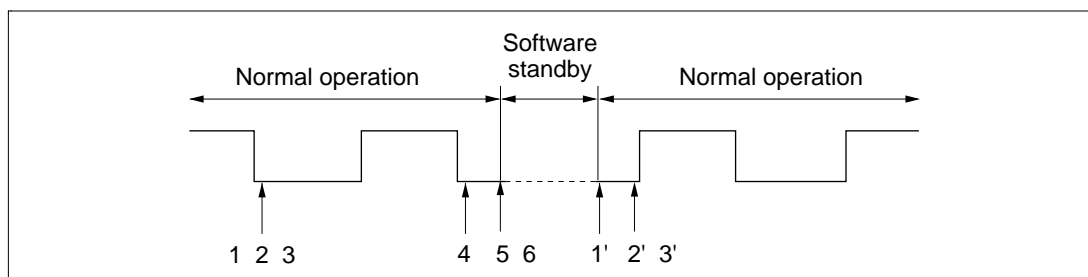 Software
standby
Normal operation
Normal operation
1 2 3
4
5 6
1'
2' 3'